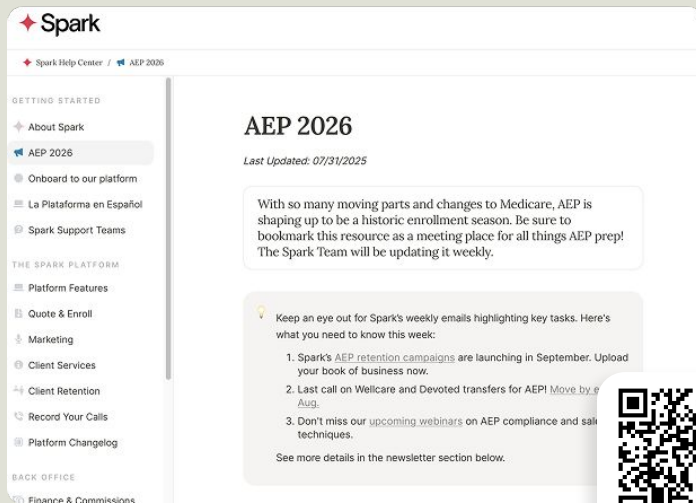 Spark
Spark Help Center / AEP 2026
GETTING STARTED
About Spark
AEP 2026
Onboard to our platform
La Plataforma en Español
Spark Support Teams
THE SPARK PLATFORM
Platform Features
Quote & Enroll
Marketing
Client Services
Client Retention
Record Your Calls
Platform Changelog
BACK OFFICE
Finance & Commissions
AEP 2026
Last Updated: 07/31/2025
With so many moving parts and changes to Medicare, AEP is
shaping up to be a historic enrollment season. Be sure to
bookmark this resource as a meeting place for all things AEP prep!
The Spark Team will be updating it weekly.
Keep an eye out for Spark's weekly emails highlighting key tasks. Here's
what you need to know this week:
1. Spark's AEP retention campaigns are launching in September. Upload
your book of business now.
2. Last call on Wellcare and Devoted transfers for AEP! Move by
Aug.
3. Don't miss our upcoming webinars on AEP compliance and
techniques.
See more details in the newsletter section below.